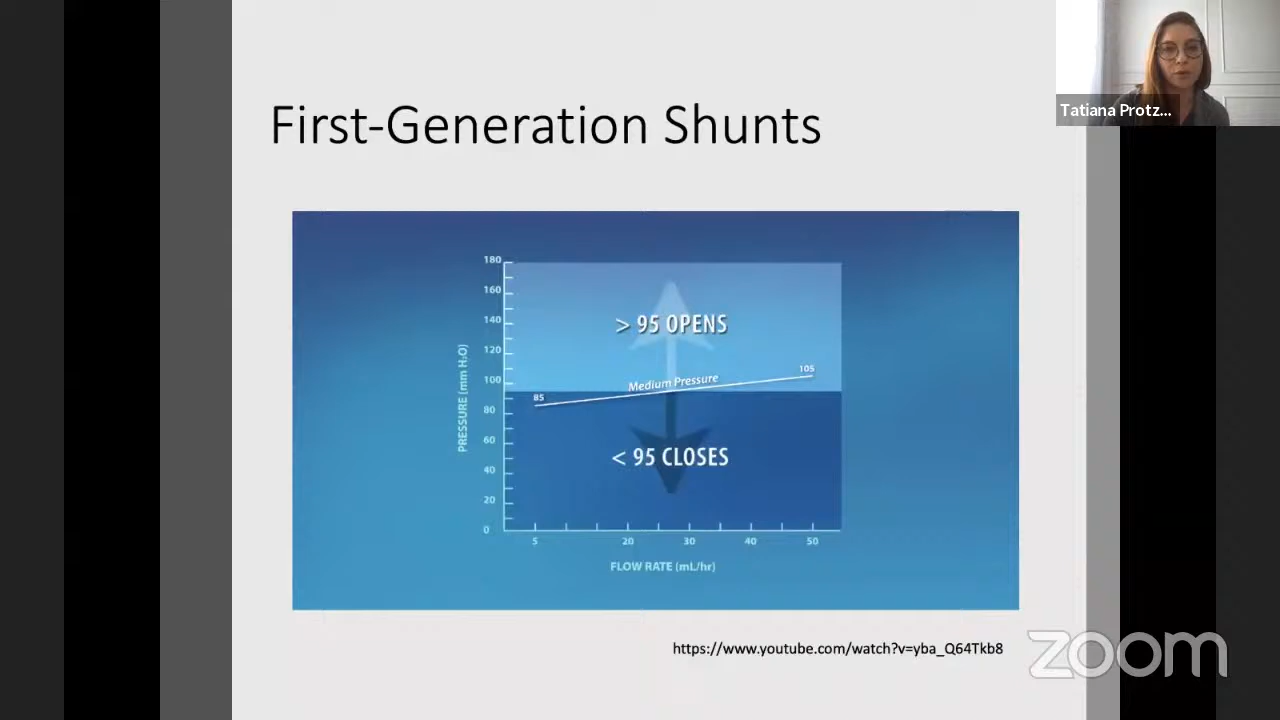 Tatiana Protz...
First-Generation Shunts
180
160
140
120
100
80
60
40
20
0
PRESSURE (mm H₂O)
> 95 OPENS
Medium Pressure
85
105
< 95 CLOSES
5 20 30 40 50
FLOW RATE (mL/hr)
https://www.youtube.com/watch?v=yba_Q64Tkb8
zoom